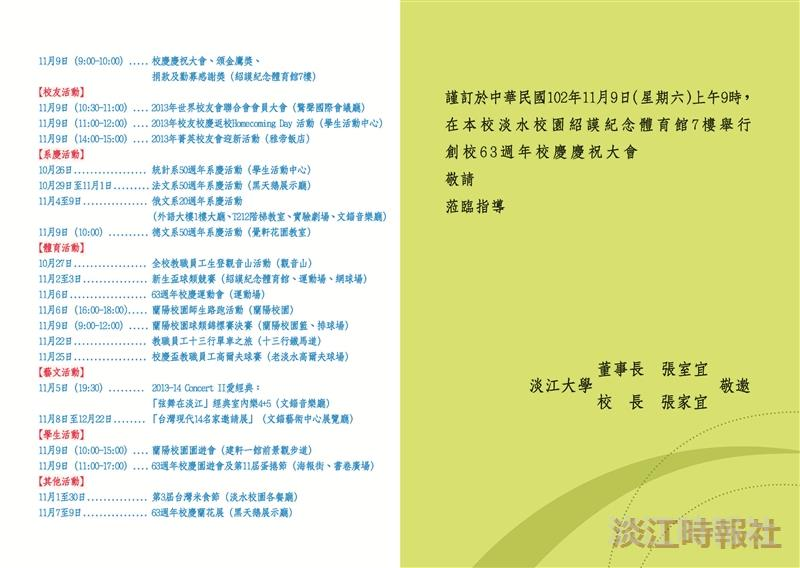 11月9日 (9:00-10:00) ..... 校慶慶祝大會、頒金鷹獎、
捐款及勸募感謝獎 (紹謨紀念體育館7樓)
【校友活動】
11月9日 (10:30-11:00) .... 2013年世界校友會聯合會會員大會 (驚聲國際會議廳)
11月9日 (11:00-12:00) .... 2013年校友校慶返校Homecoming Day 活動 (學生活動中心)
11月9日 (14:00-15:00) .... 2013年菁英校友會迎新活動 (雅帝飯店)
【系慶活動】
10月26日.................. 統計系50週年系慶活動 (學生活動中心)
10月29日至11月1日......... 法文系50週年系慶活動 (黑天鵝展示廳)
11月4至9日................ 俄文系20週年系慶活動
(外語大樓1樓大廳、T212階梯教室、實驗劇場、文錙音樂廳)
11月9日 (10:00) .......... 德文系50週年系慶活動 (覺軒花園教室)
【體育活動】
10月27日.................. 全校教職員工生登觀音山活動 (觀音山)
11月2至3日................ 新生盃球類競賽 (紹謨紀念體育館、運動場、網球場)
11月6日................... 63週年校慶運動會 (運動場)
11月6日 (16:00-18:00)..... 蘭陽校園師生路跑活動 (蘭陽校園)
11月9日 (9:00-12:00) ..... 蘭陽校園球類錦標賽決賽 (蘭陽校園籃、排球場)
11月22日.................. 教職員工十三行單車之旅 (十三行鐵馬道)
11月25日.................. 校慶盃教職員工高爾夫球賽 (老淡水高爾夫球場)
【藝文活動】
11月5日 (19:30) .......... 2013-14 Concert II愛經典：
「弦舞在淡江」經典室內樂4+5 (文錙音樂廳)
11月8日至12月22日........ 「台灣現代14名家邀請展」(文錙藝術中心展覽廳)
【學生活動】
11月9日 (10:00-15:00) .... 蘭陽校園園遊會 (建軒一館前景觀步道)
11月9日 (11:00-17:00) .... 63週年校慶園遊會及第11屆蛋捲節 (海報街、書卷廣場)
【其他活動】
11月1至30日............... 第3屆台灣米食節 (淡水校園各餐廳)
11月7至9日................ 63週年校慶蘭花展 (黑天鵝展示廳)
謹訂於中華民國102年11月9日(星期六)上午9時，
在本校淡水校園紹謨紀念體育館7樓舉行
創校63週年校慶慶祝大會
敬請
蒞臨指導
董事長 張室宜
淡江大學 敬邀
校 長 張家宜
淡江時報社